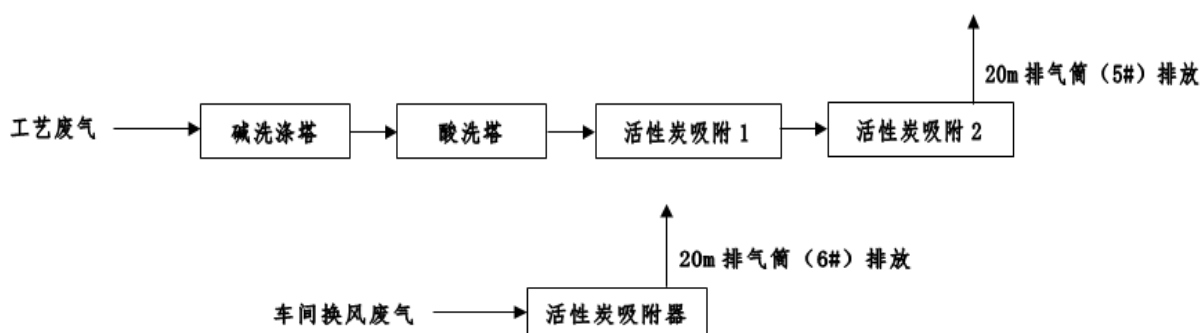 20m 排气筒（5#）排放
工艺废气
碱洗涤塔
酸洗塔
活性炭吸附 1
活性炭吸附 2
20m 排气筒（6#）排放
车间换风废气
活性炭吸附器